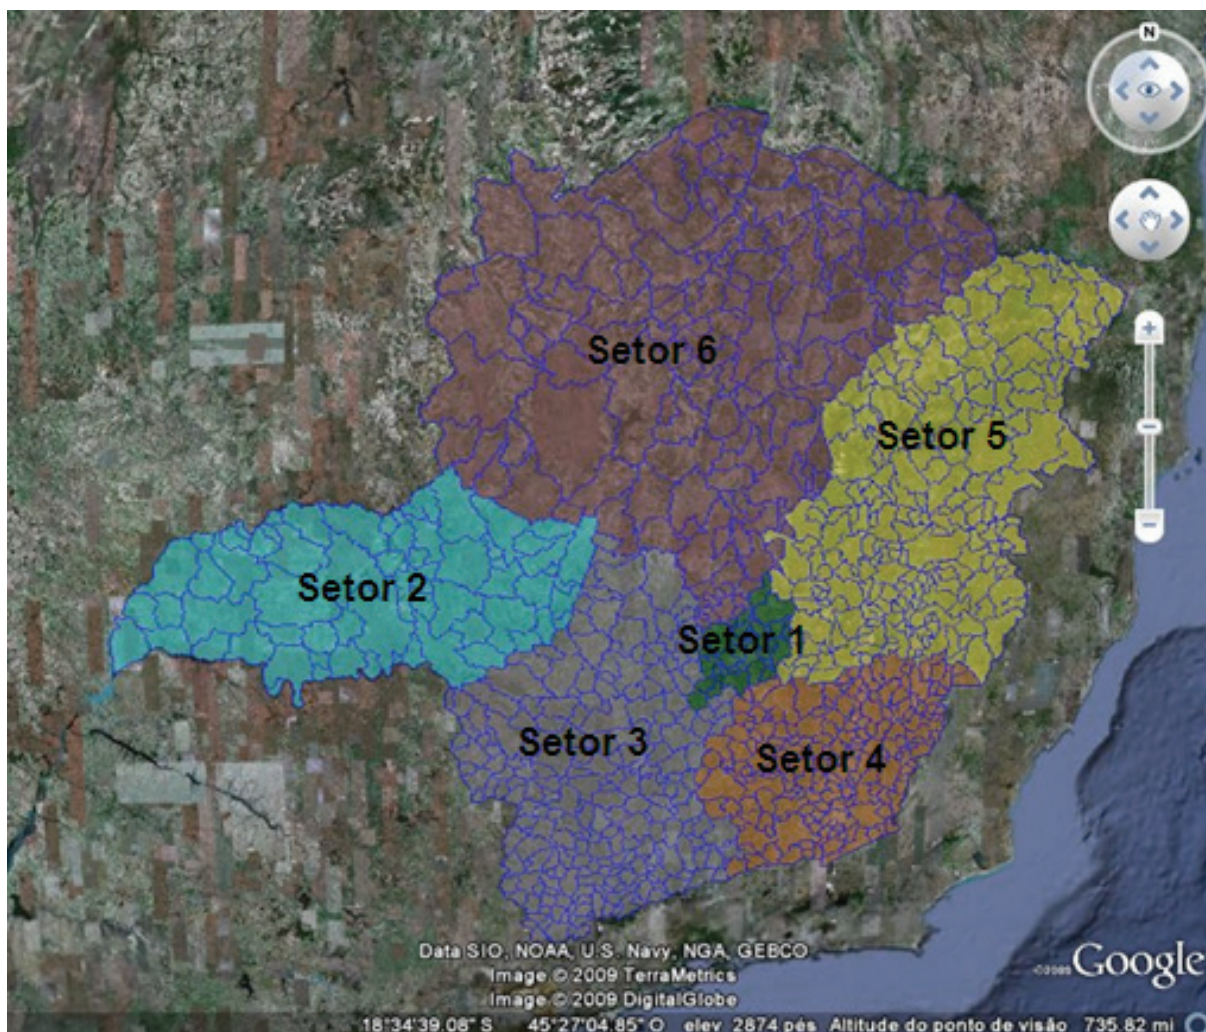 N
Setor 6
Setor 5
Setor 2
Setor 1
Setor 3
Setor 4
Data SIO, NOAA, U.S. Navy, NGA, GEBCO
Image © 2009 TerraMetrics
Image © 2009 DigitalGlobe
©2009 Google
18°34'39.08" S 45°27'04.85" O elev 2874 pés Altitude do ponto de visão 735.82 mi